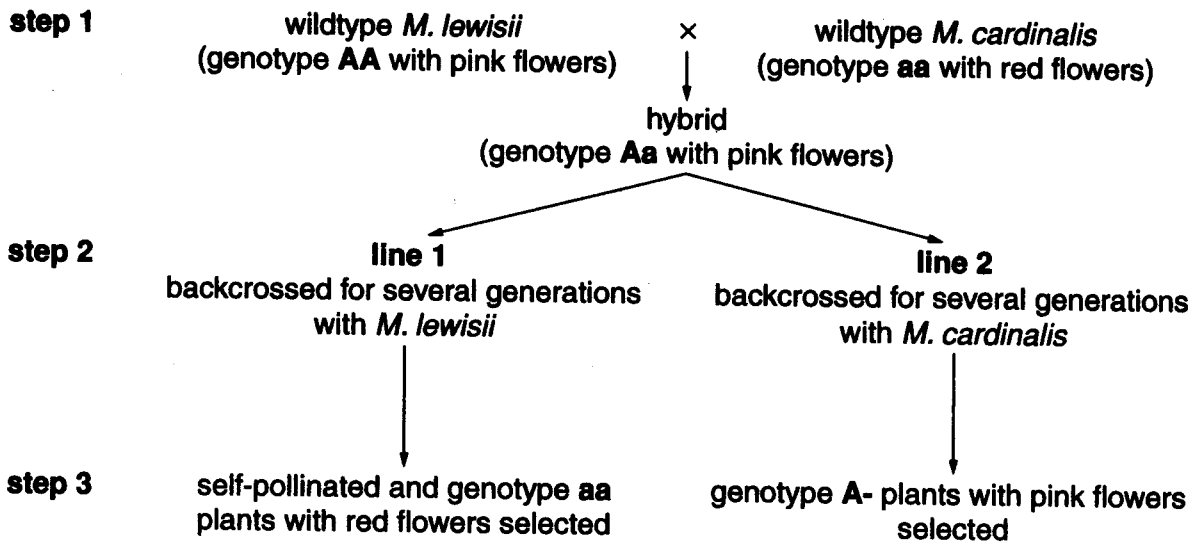 step 1
wildtype M. lewisii
(genotype AA with pink flowers)
×
wildtype M. cardinalis
(genotype aa with red flowers)
hybrid
(genotype Aa with pink flowers)
step 2
line 1
backcrossed for several generations
with M. lewisii
line 2
backcrossed for several generations
with M. cardinalis
step 3
self-pollinated and genotype aa
plants with red flowers selected
genotype A- plants with pink flowers
selected